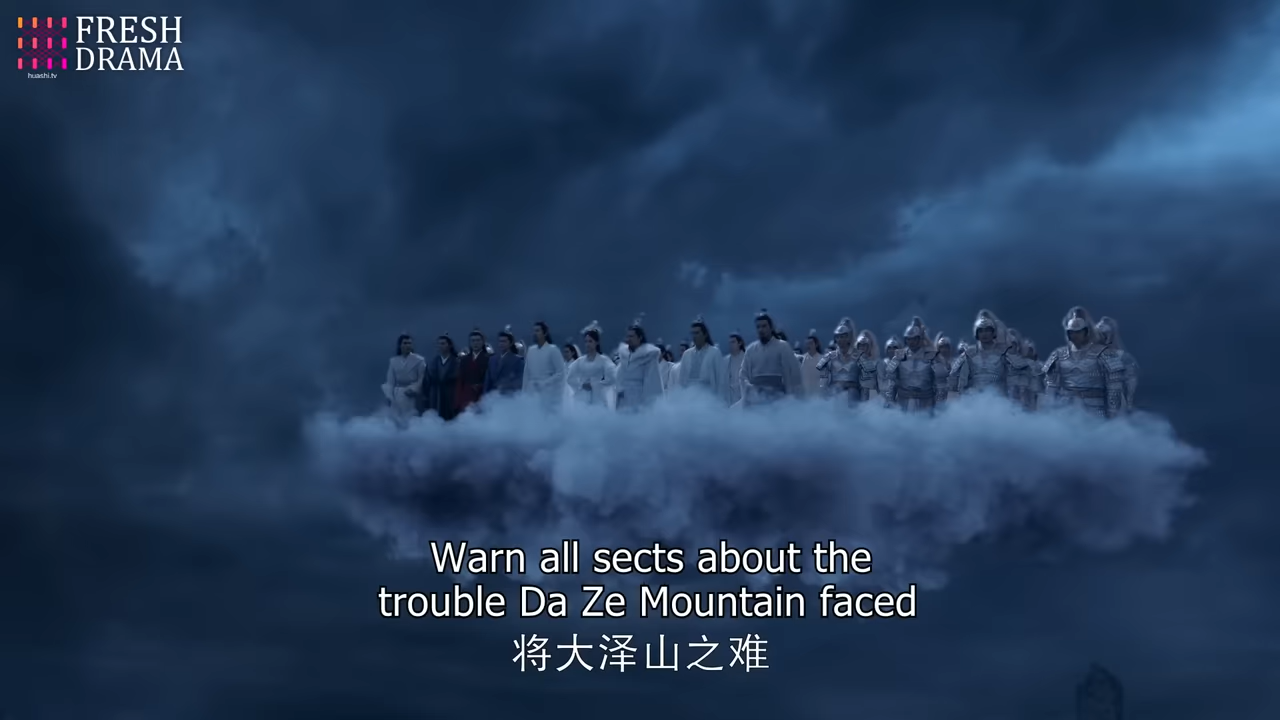 FRESH
DRAMA
huashi.tv
Warn all sects about the
trouble Da Ze Mountain faced
将大泽山之难